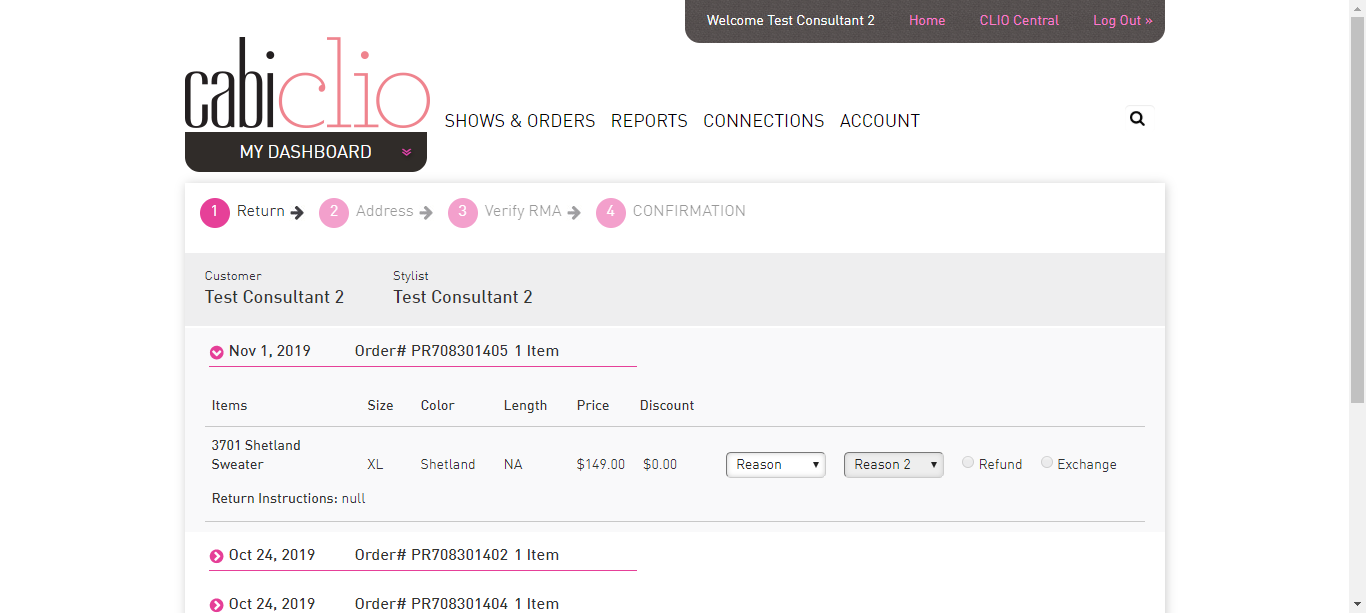 Welcome Test Consultant 2 Home CLIO Central Log Out »
cabiclio
SHOWS & ORDERS REPORTS CONNECTIONS ACCOUNT
MY DASHBOARD
1 Return 2 Address 3 Verify RMA 4 CONFIRMATION
Customer Stylist
Test Consultant 2 Test Consultant 2
Nov 1, 2019 Order# PR708301405 1 Item
Items Size Color Length Price Discount
3701 Shetland
Sweater XL Shetland NA $149.00 $0.00 Reason Reason 2 Refund Exchange
Return Instructions: null
Oct 24, 2019 Order# PR708301402 1 Item
Oct 24, 2019 Order# PR708301404 1 Item